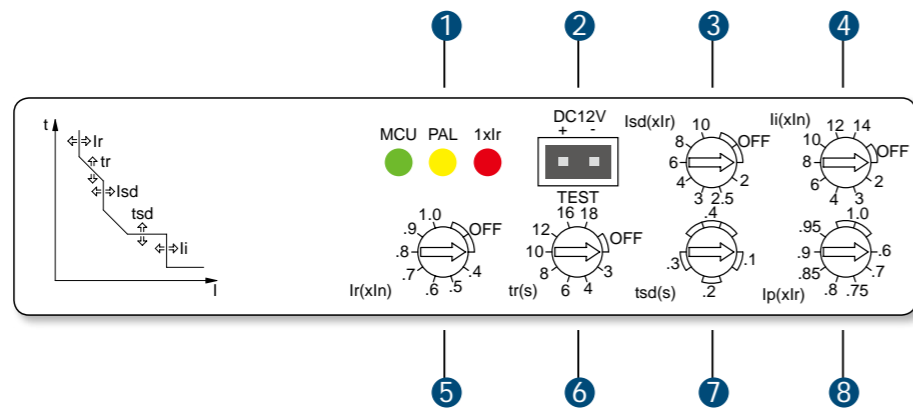 1 2 3 4
t
Ir
tr
Isd
tsd
Ii
I
MCU PAL 1xIr
DC12V
+ -
TEST
Isd(xIr)
10
OFF
8
6
4
3
2.5
2
Ii(xIn)
12
14
10
OFF
8
6
4
3
2
1.0
OFF
.9
.8
.7
.6
.5
.4
Ir(xIn)
16
18
12
OFF
10
8
6
4
3
tr(s)
.4
.3
.1
.2
tsd(s)
1.0
.95
.9
.85
.8
.75
.7
.6
Ip(xIr)
5 6 7 8